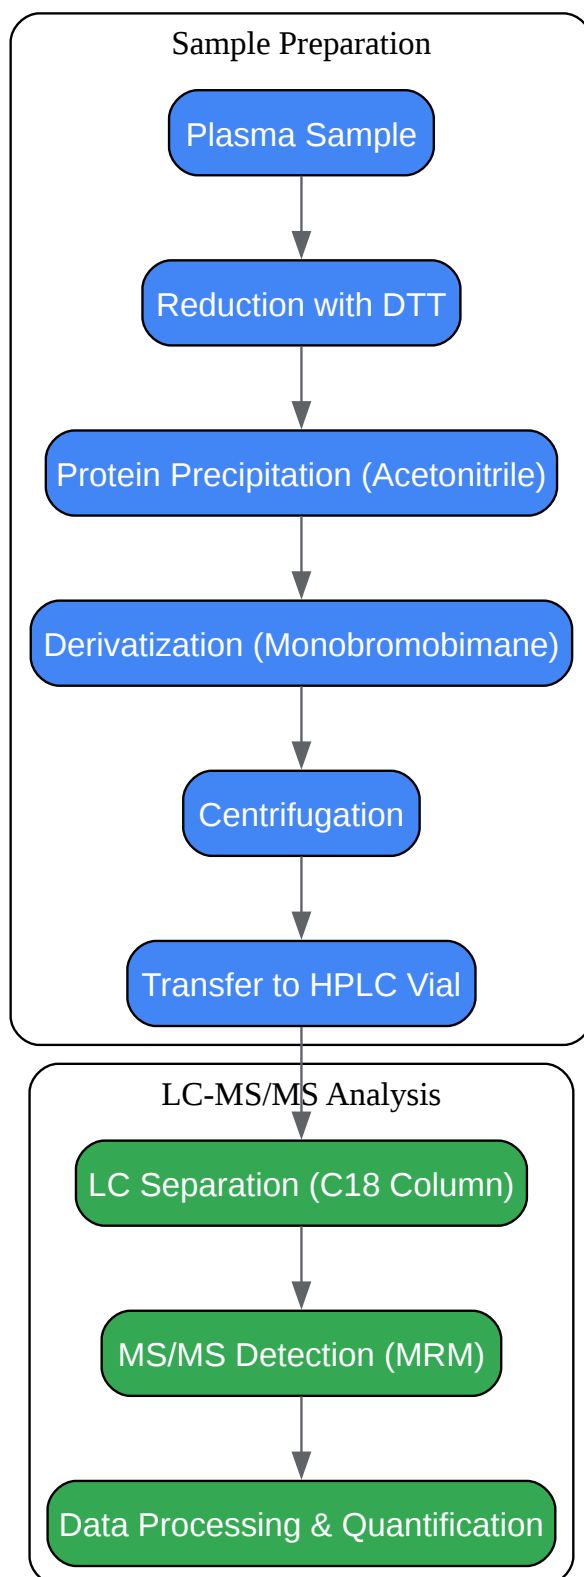 Sample Preparation
Plasma Sample
Reduction with DTT
Protein Precipitation (Acetonitrile)
Derivatization (Monobromobimane)
Centrifugation
Transfer to HPLC Vial
LC-MS/MS Analysis
LC Separation (C18 Column)
MS/MS Detection (MRM)
Data Processing & Quantification